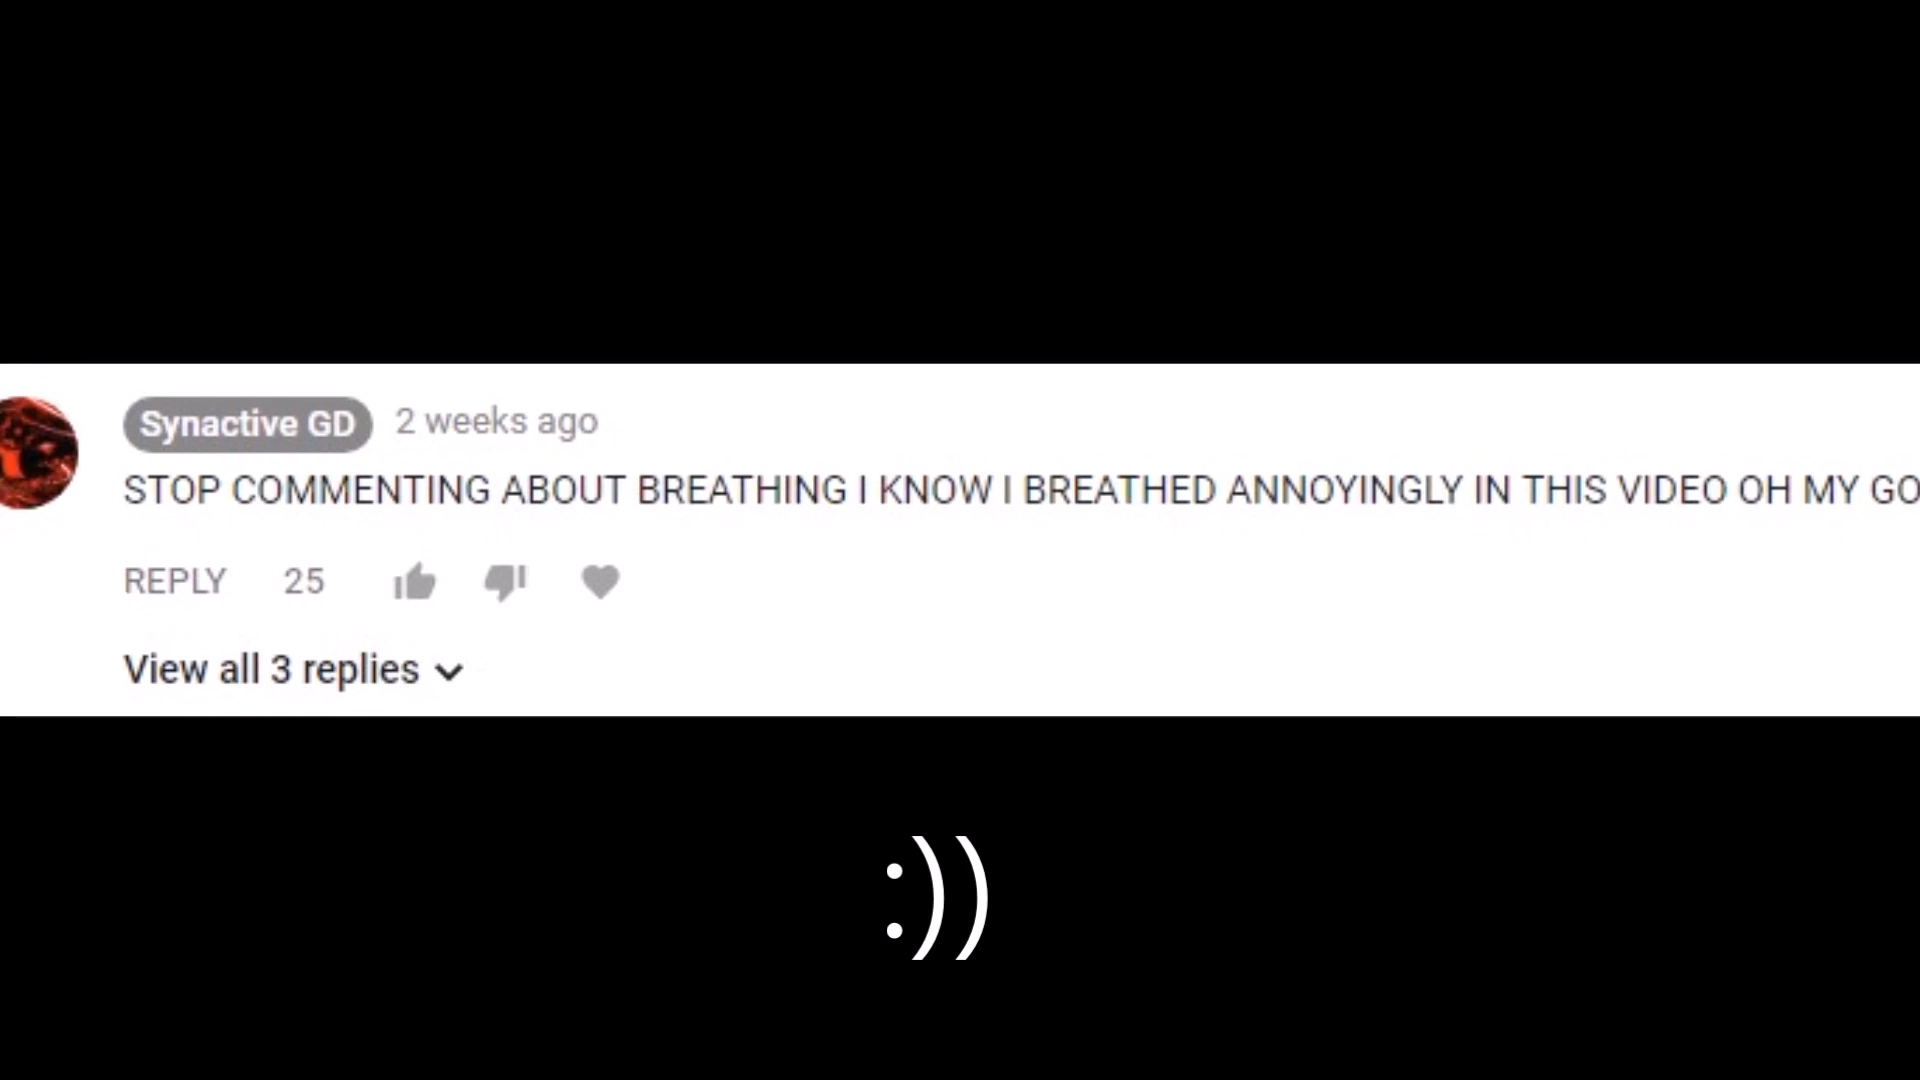 Synactive GD 2 weeks ago
STOP COMMENTING ABOUT BREATHING I KNOW I BREATHED ANNOYINGLY IN THIS VIDEO OH MY GO
REPLY 25
View all 3 replies
:))